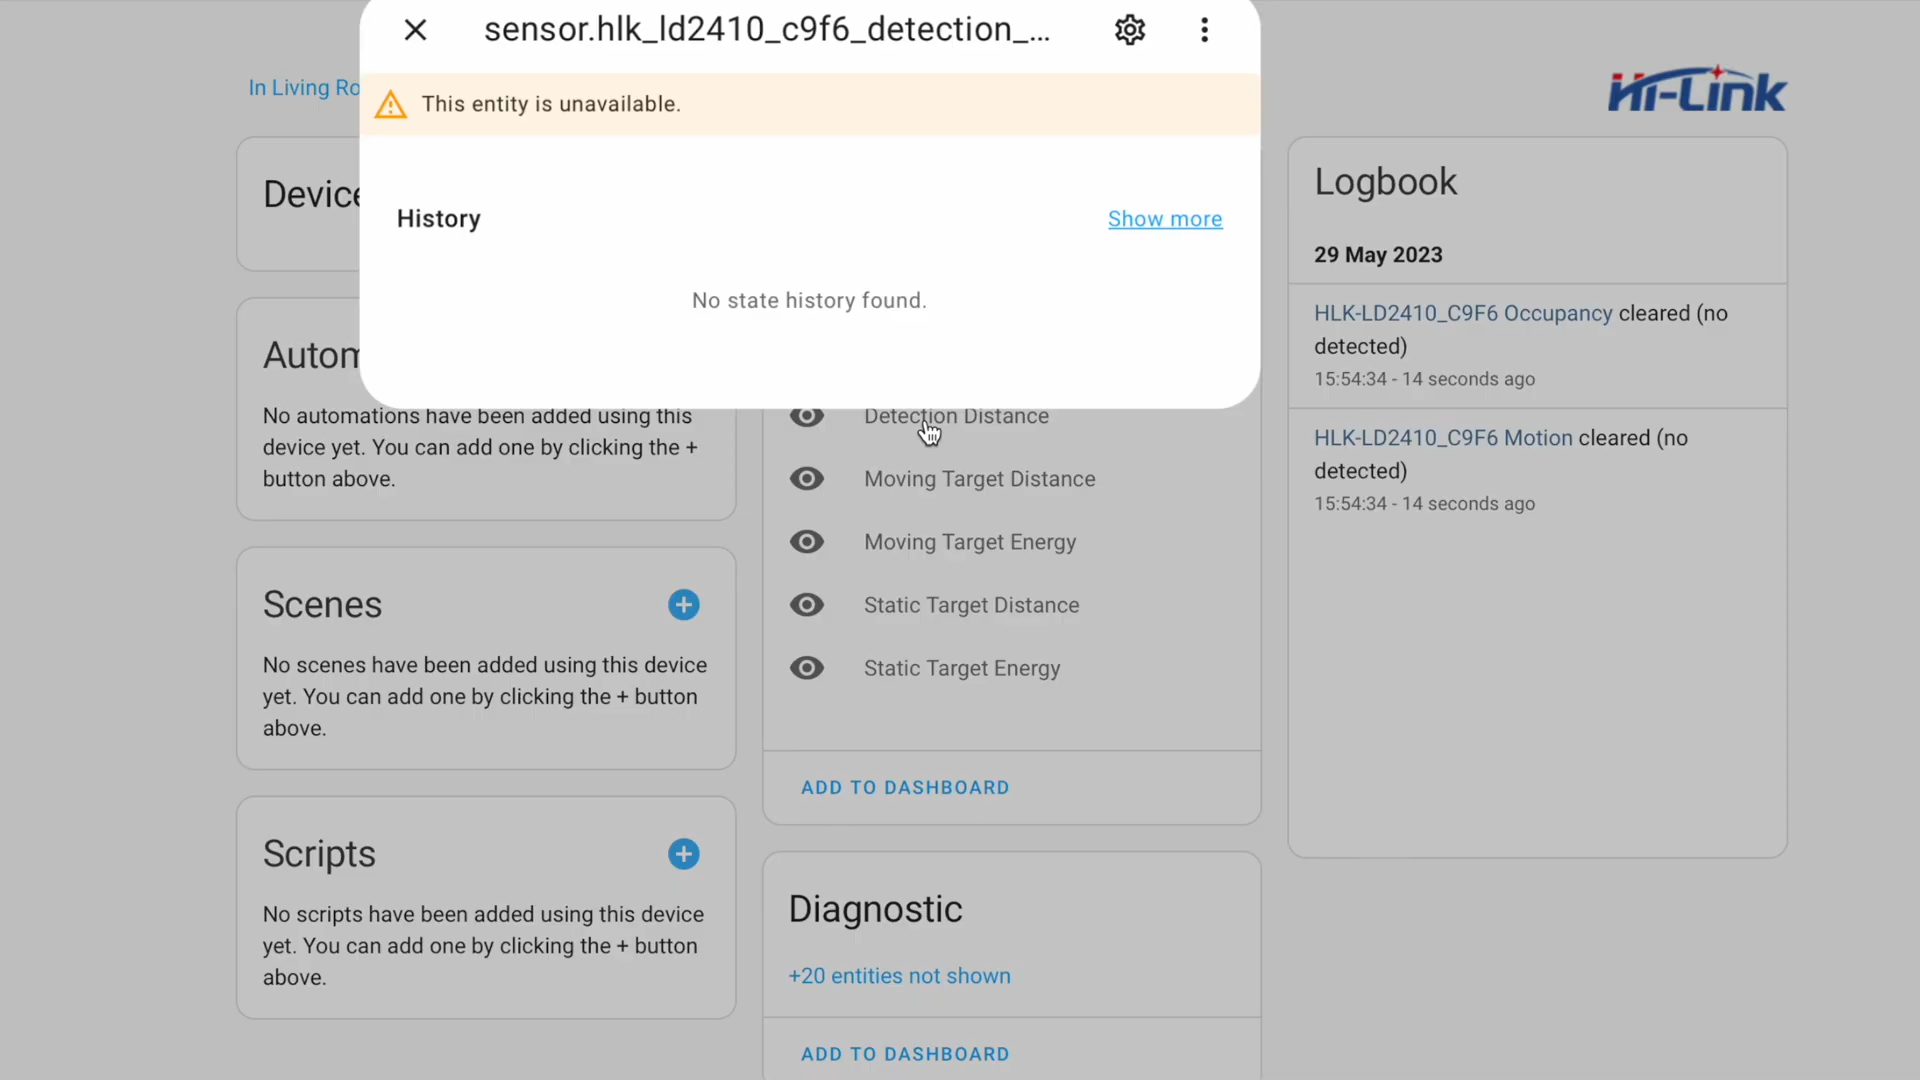 sensor.hlk_ld2410_c9f6_detection_...
This entity is unavailable.
History
Show more
No state history found.
In Living Ro
Device
Autom
No automations have been added using this
device yet. You can add one by clicking the +
button above.
Scenes
No scenes have been added using this device
yet. You can add one by clicking the + button
above.
Scripts
No scripts have been added using this device
yet. You can add one by clicking the + button
above.
Detection Distance
Moving Target Distance
Moving Target Energy
Static Target Distance
Static Target Energy
ADD TO DASHBOARD
Diagnostic
+20 entities not shown
ADD TO DASHBOARD
Hi-Link
Logbook
29 May 2023
HLK-LD2410_C9F6 Occupancy cleared (no
detected)
15:54:34 - 14 seconds ago
HLK-LD2410_C9F6 Motion cleared (no
detected)
15:54:34 - 14 seconds ago